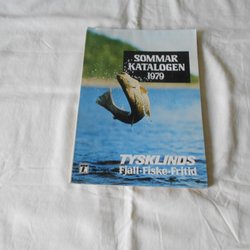 SOMMAR
KATALOGEN
1979
TYSKLINDS
Fjäll-Fiske-Fritid